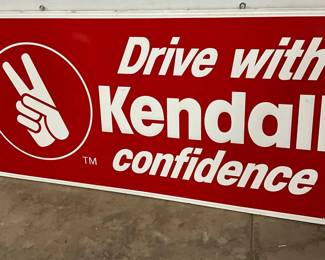 Drive with
Kendall
confidence
TM